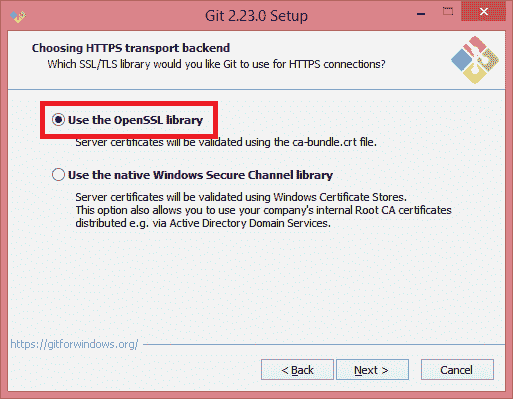 Git 2.23.0 Setup
Choosing HTTPS transport backend
Which SSL/TLS library would you like Git to use for HTTPS connections?
Use the OpenSSL library
Server certificates will be validated using the ca-bundle.crt file.
Use the native Windows Secure Channel library
Server certificates will be validated using Windows Certificate Stores.
This option also allows you to use your company's internal Root CA certificates
distributed e.g. via Active Directory Domain Services.
https://gitforwindows.org/
< Back Next > Cancel